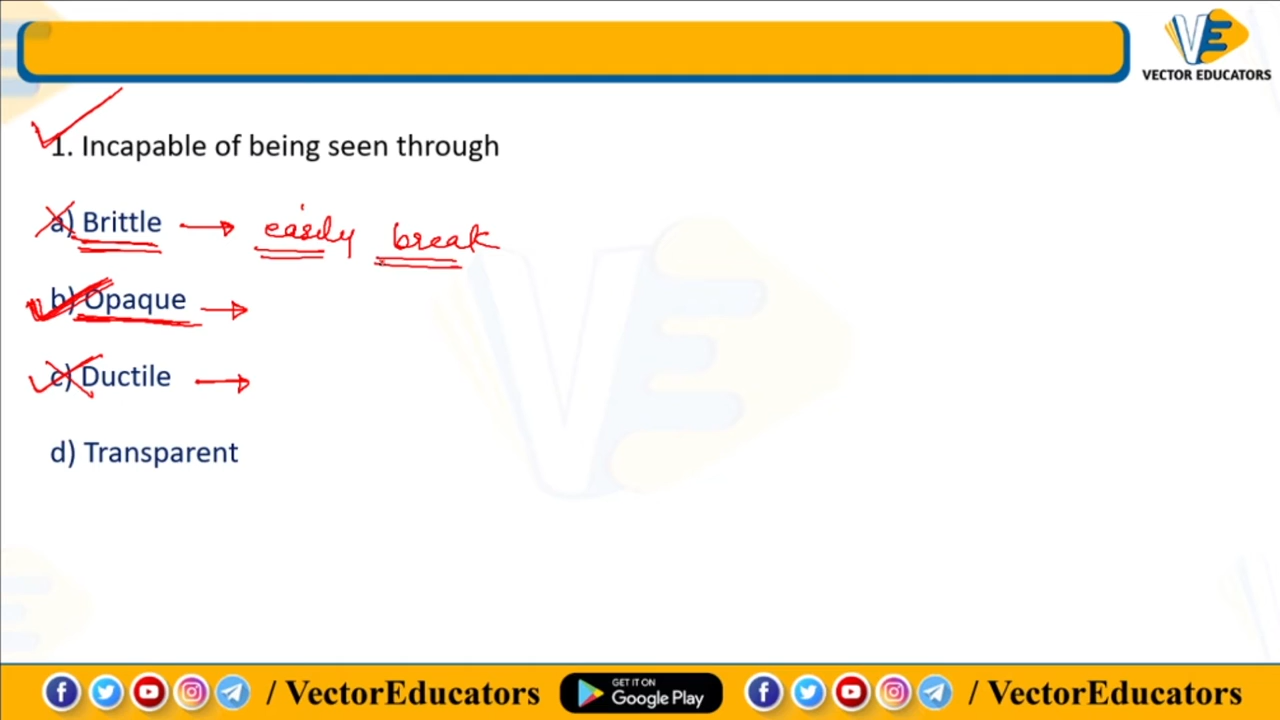 VE
VECTOR EDUCATORS
1. Incapable of being seen through
a) Brittle → easily break
b) Opaque →
c) Ductile →
d) Transparent
/ VectorEducators GET IT ON Google Play / VectorEducators